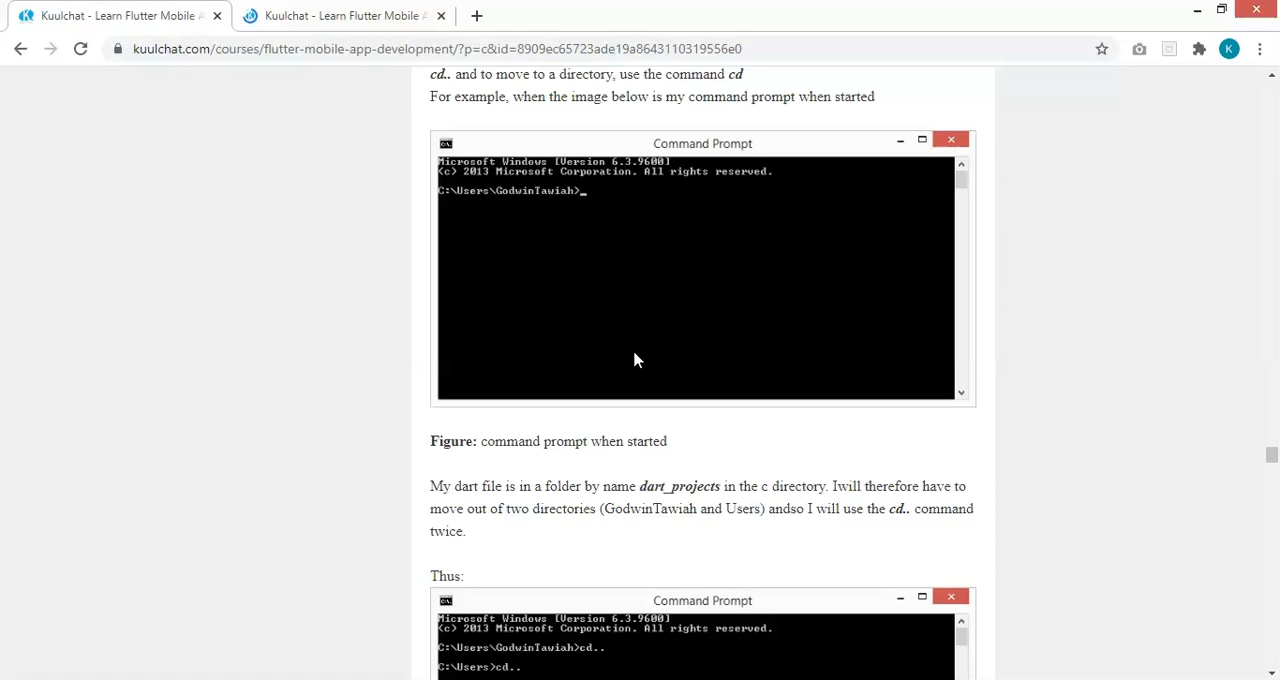 Kuulchat - Learn Flutter Mobile A
Kuulchat - Learn Flutter Mobile A
kuulchat.com/courses/flutter-mobile-app-development/?p=c&id=8909ec65723ade19a8643110319556e0
K
cd.. and to move to a directory, use the command cd
For example, when the image below is my command prompt when started
Command Prompt
Microsoft Windows [Version 6.3.9600]
(c) 2013 Microsoft Corporation. All rights reserved.
C:\Users\GodwinTawiah>_
Figure: command prompt when started
My dart file is in a folder by name dart_projects in the c directory. Iwill therefore have to
move out of two directories (GodwinTawiah and Users) andso I will use the cd.. command
twice.
Thus:
Command Prompt
Microsoft Windows [Version 6.3.9600]
(c) 2013 Microsoft Corporation. All rights reserved.
C:\Users\GodwinTawiah>cd..
C:\Users>cd..